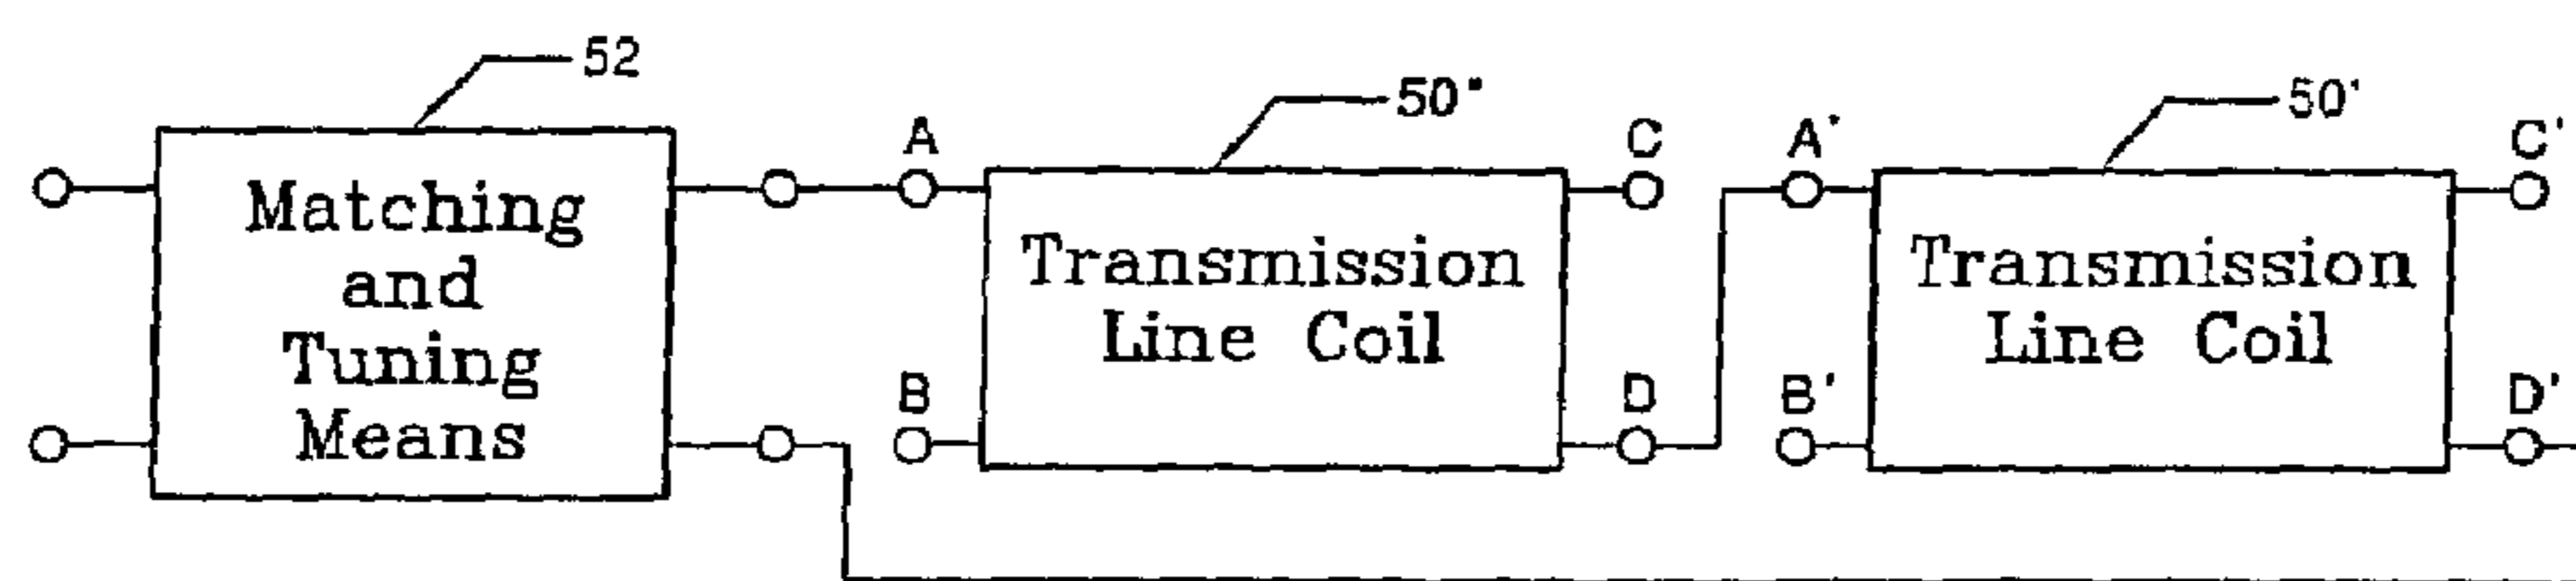 52
50"
50'
A
C
A'
C'
Matching
and
Tuning
Means
Transmission
Line Coil
Transmission
Line Coil
B
D
B'
D'